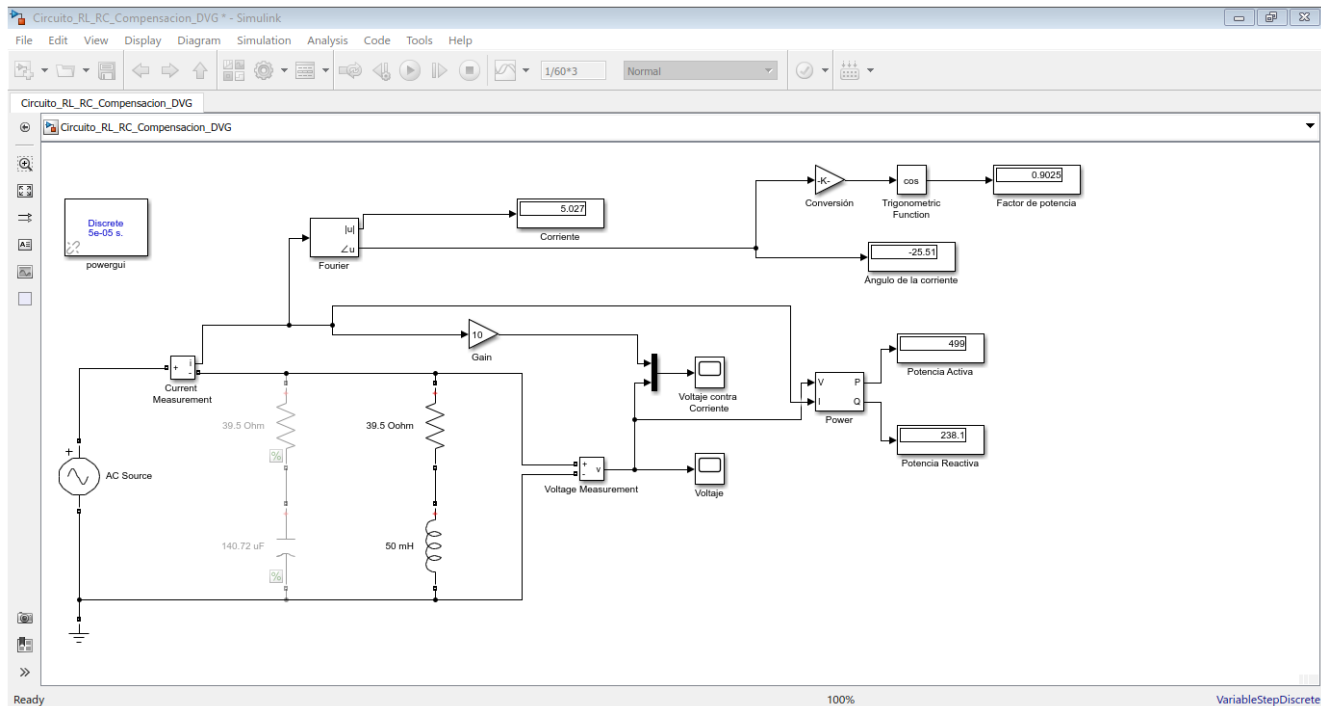 Circuito_RL_RC_Compensacion_DVG * - Simulink
File Edit View Display Diagram Simulation Analysis Code Tools Help
1/60*3
Normal
Circuito_RL_RC_Compensacion_DVG
Circuito_RL_RC_Compensacion_DVG
Discrete
5e-05 s.
powergui
|u|
∠u
Fourier
5.027
Corriente
-K-
Conversión
cos
Trigonometric
Function
0.9025
Factor de potencia
-25.51
Ángulo de la corriente
10
Gain
+
i
-
Current
Measurement
Voltaje contra
Corriente
V P
I Q
Power
499
Potencia Activa
238.1
Potencia Reactiva
39.5 Ohm
%
39.5 Oohm
+
AC Source
+
-
v
Voltage Measurement
Voltaje
140.72 uF
%
50 mH
Ready
100%
VariableStepDiscrete